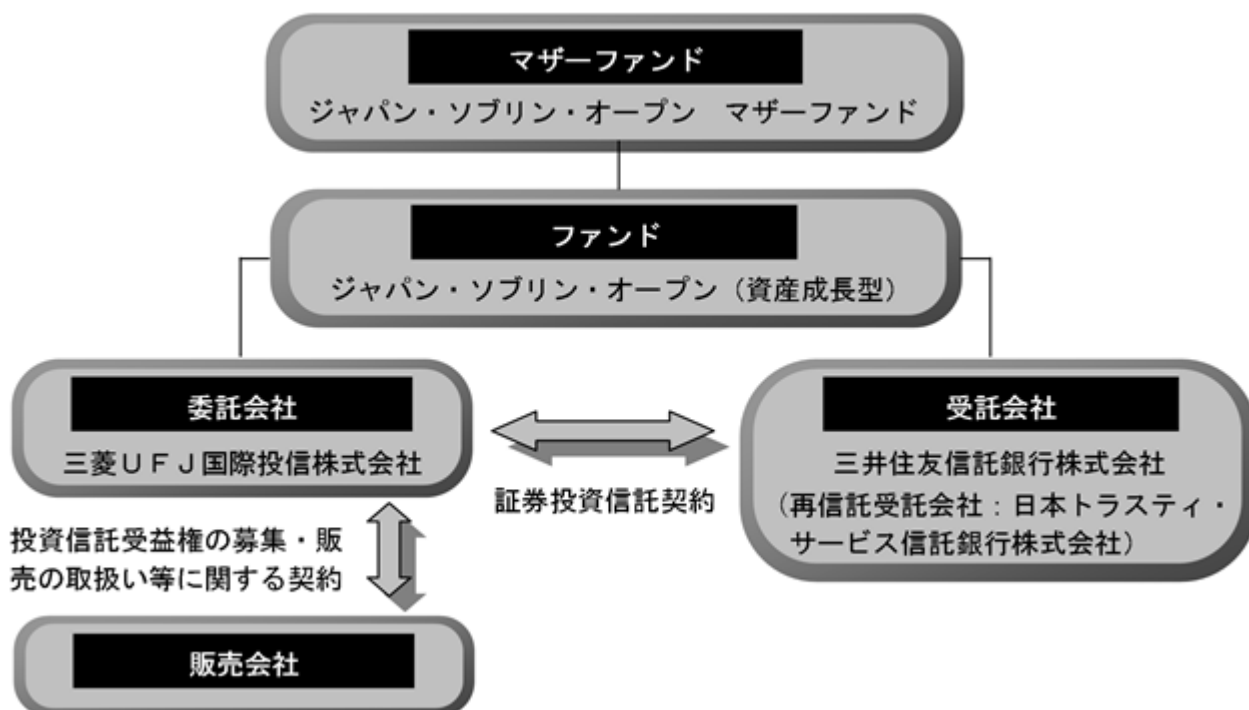 マザーファンド
ジャパン・ソブリン・オープン　マザーファンド
ファンド
ジャパン・ソブリン・オープン（資産成長型）
委託会社
三菱ＵＦＪ国際投信株式会社
証券投資信託契約
受託会社
三井住友信託銀行株式会社
（再信託受託会社：日本トラスティ・
サービス信託銀行株式会社）
投資信託受益権の募集・販
売の取扱い等に関する契約
販売会社